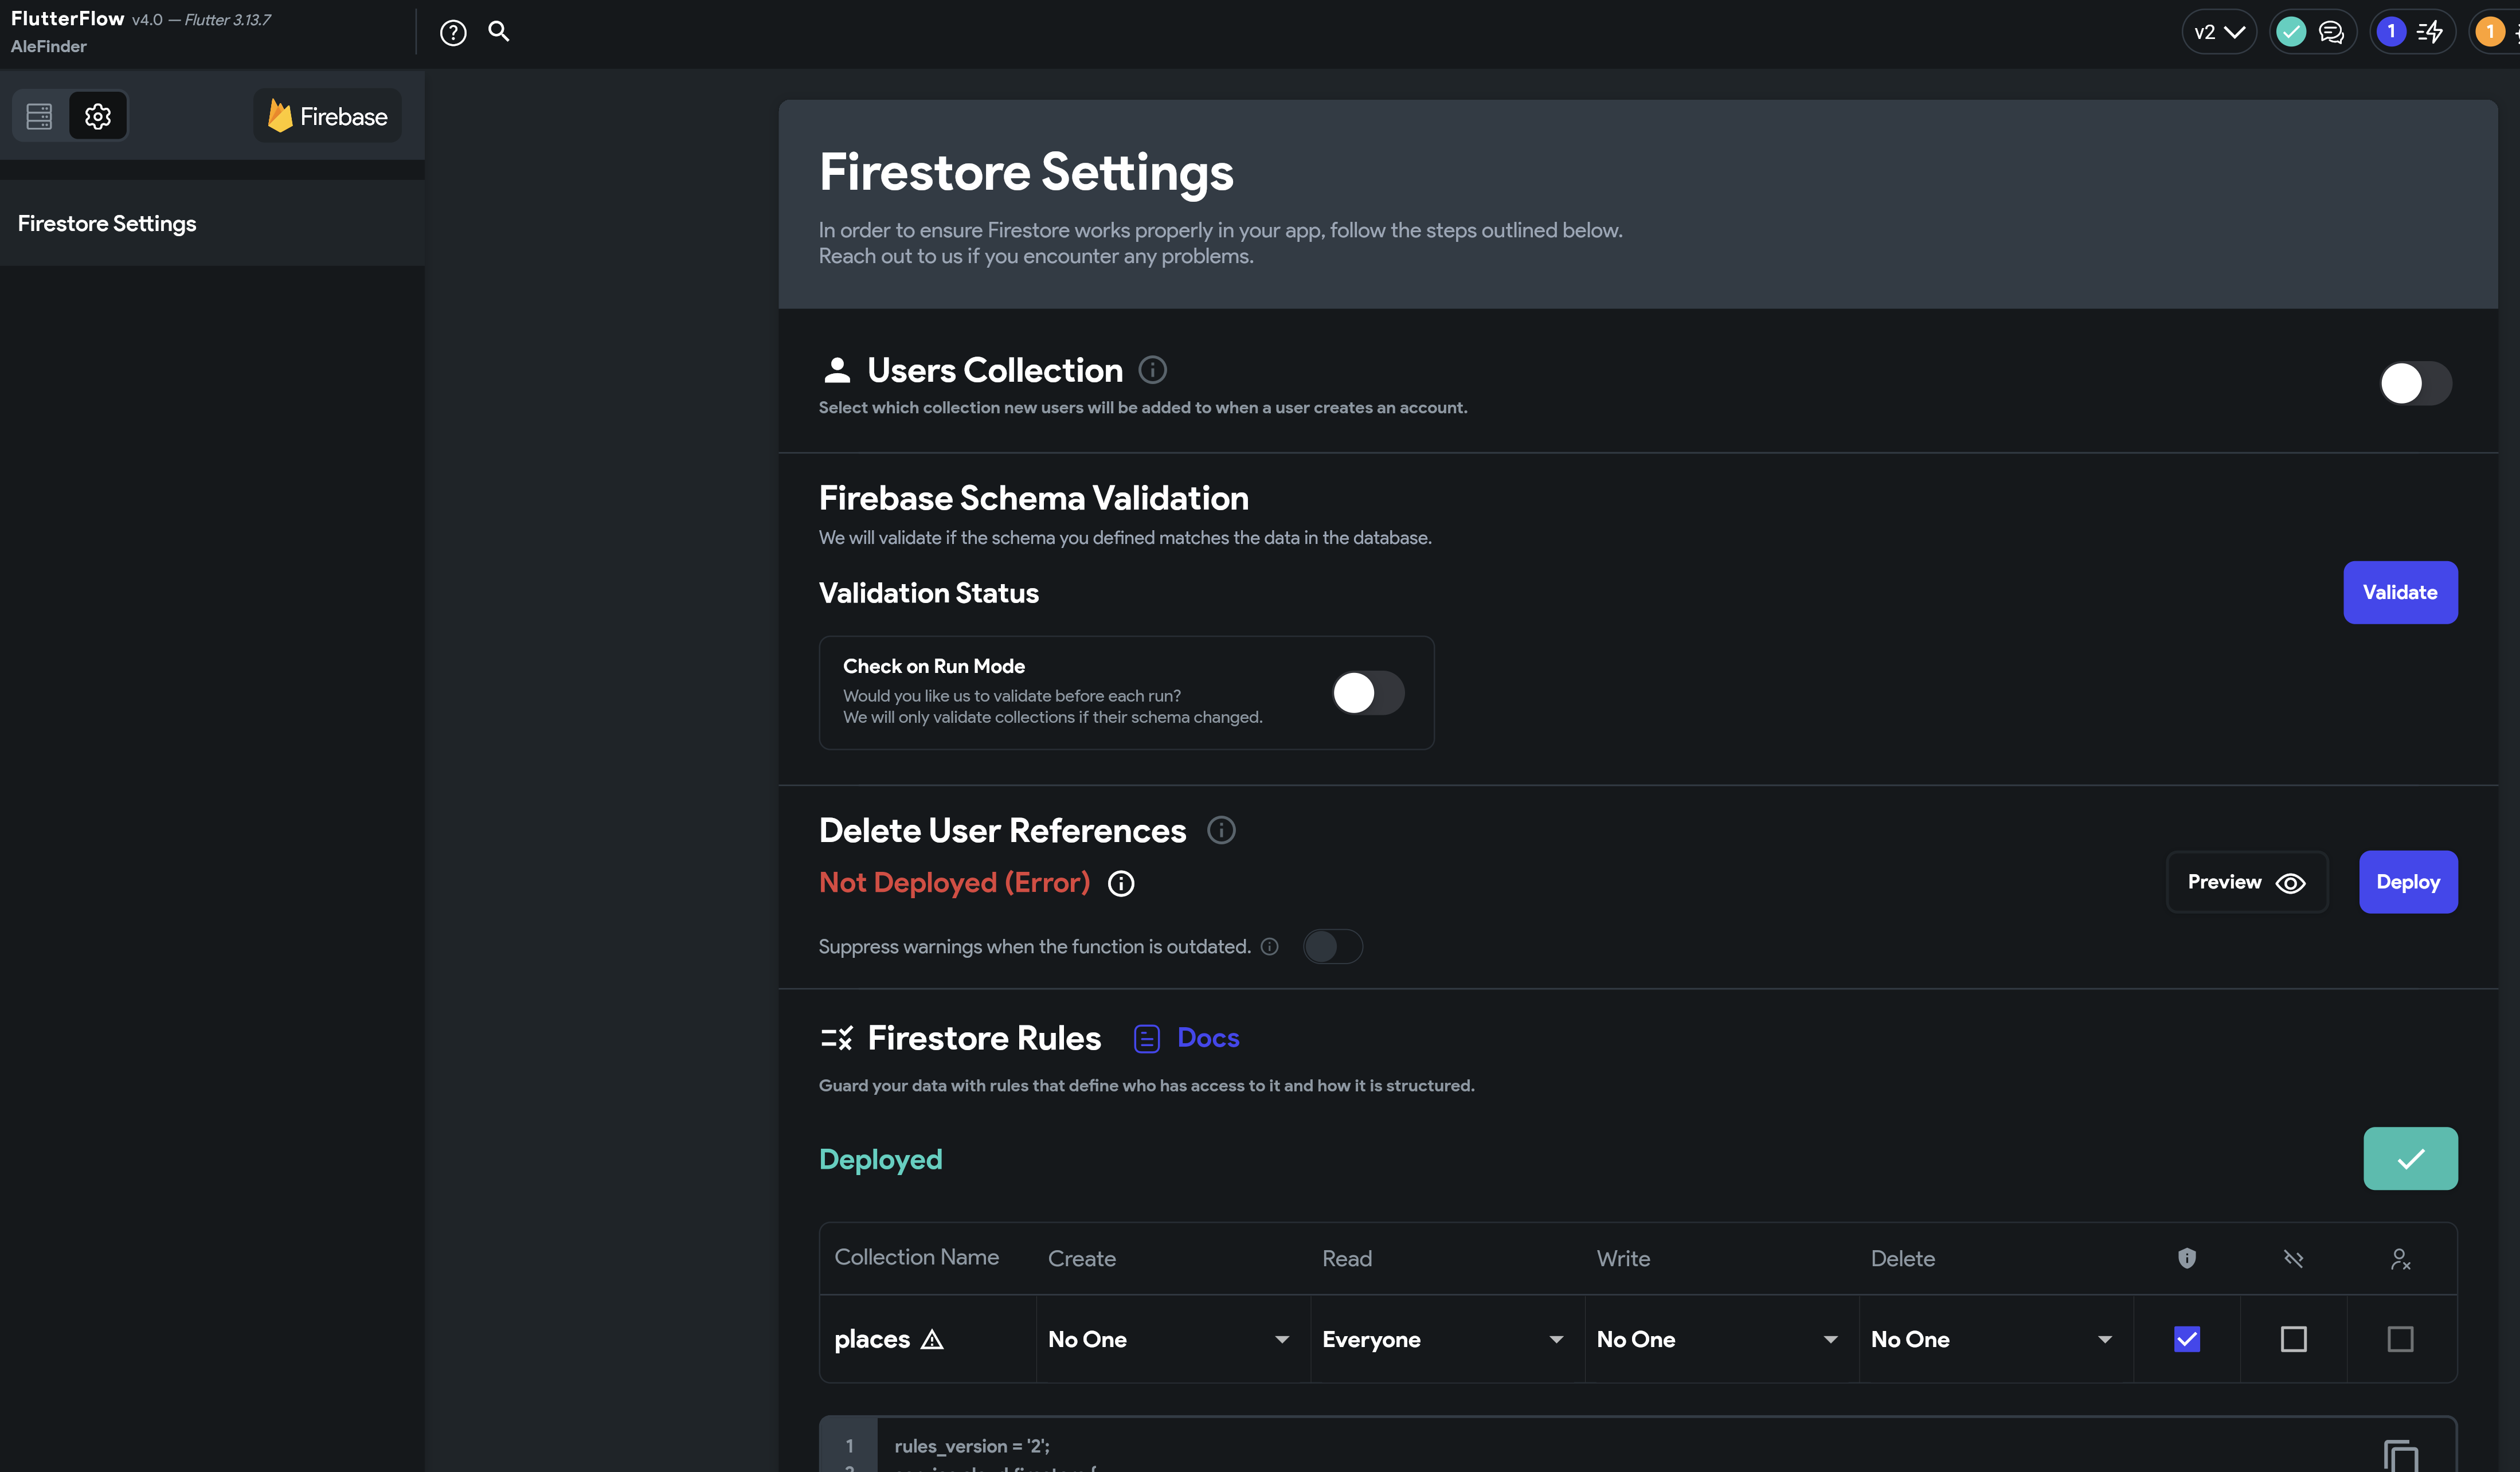 FlutterFlow v4.0 — Flutter 3.13.7
AleFinder
v2
1
1
Firebase
Firestore Settings
Firestore Settings
In order to ensure Firestore works properly in your app, follow the steps outlined below.
Reach out to us if you encounter any problems.
Users Collection
Select which collection new users will be added to when a user creates an account.
Firebase Schema Validation
We will validate if the schema you defined matches the data in the database.
Validation Status
Validate
Check on Run Mode
Would you like us to validate before each run?
We will only validate collections if their schema changed.
Delete User References
Not Deployed (Error)
Preview
Deploy
Suppress warnings when the function is outdated.
Firestore Rules
Docs
Guard your data with rules that define who has access to it and how it is structured.
Deployed
Collection Name Create Read Write Delete
places No One Everyone No One No One
1 rules_version = '2';